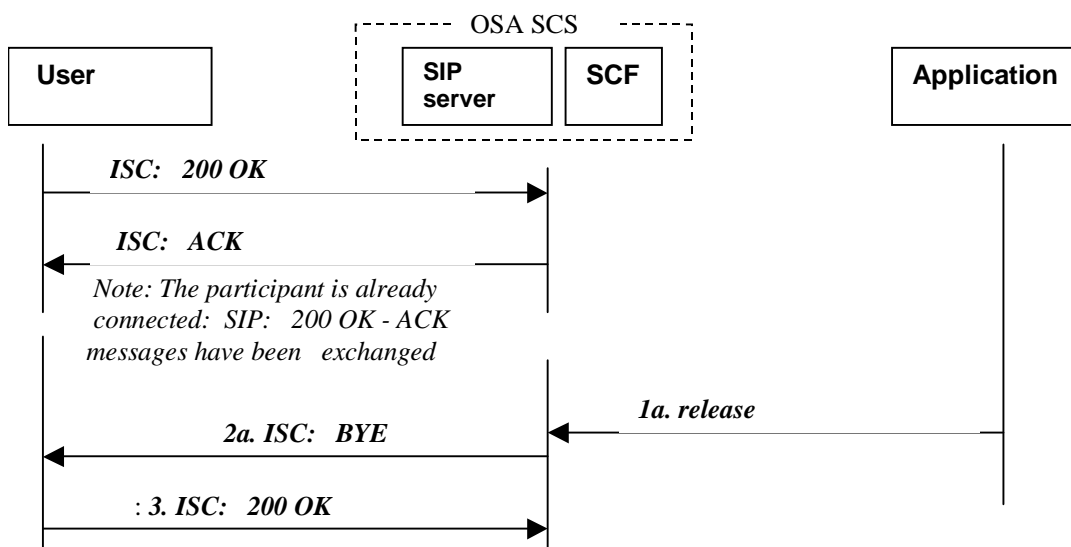 OSA SCS
User
SIP
server
SCF
Application
ISC: 200 OK
ISC: ACK
Note: The participant is already
connected: SIP: 200 OK - ACK
messages have been exchanged
1a. release
2a. ISC: BYE
: 3. ISC: 200 OK